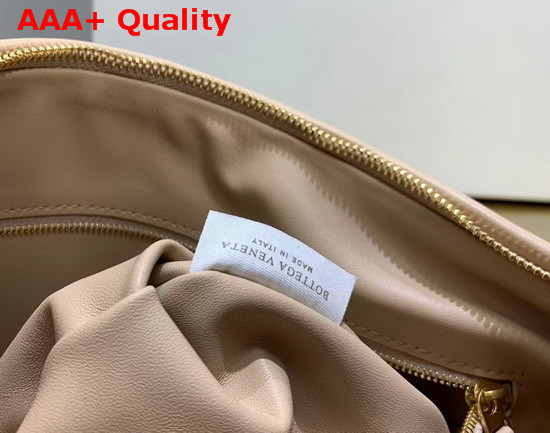 AAA+ Quality
BOTTEGA VENETA
MADE IN ITALY